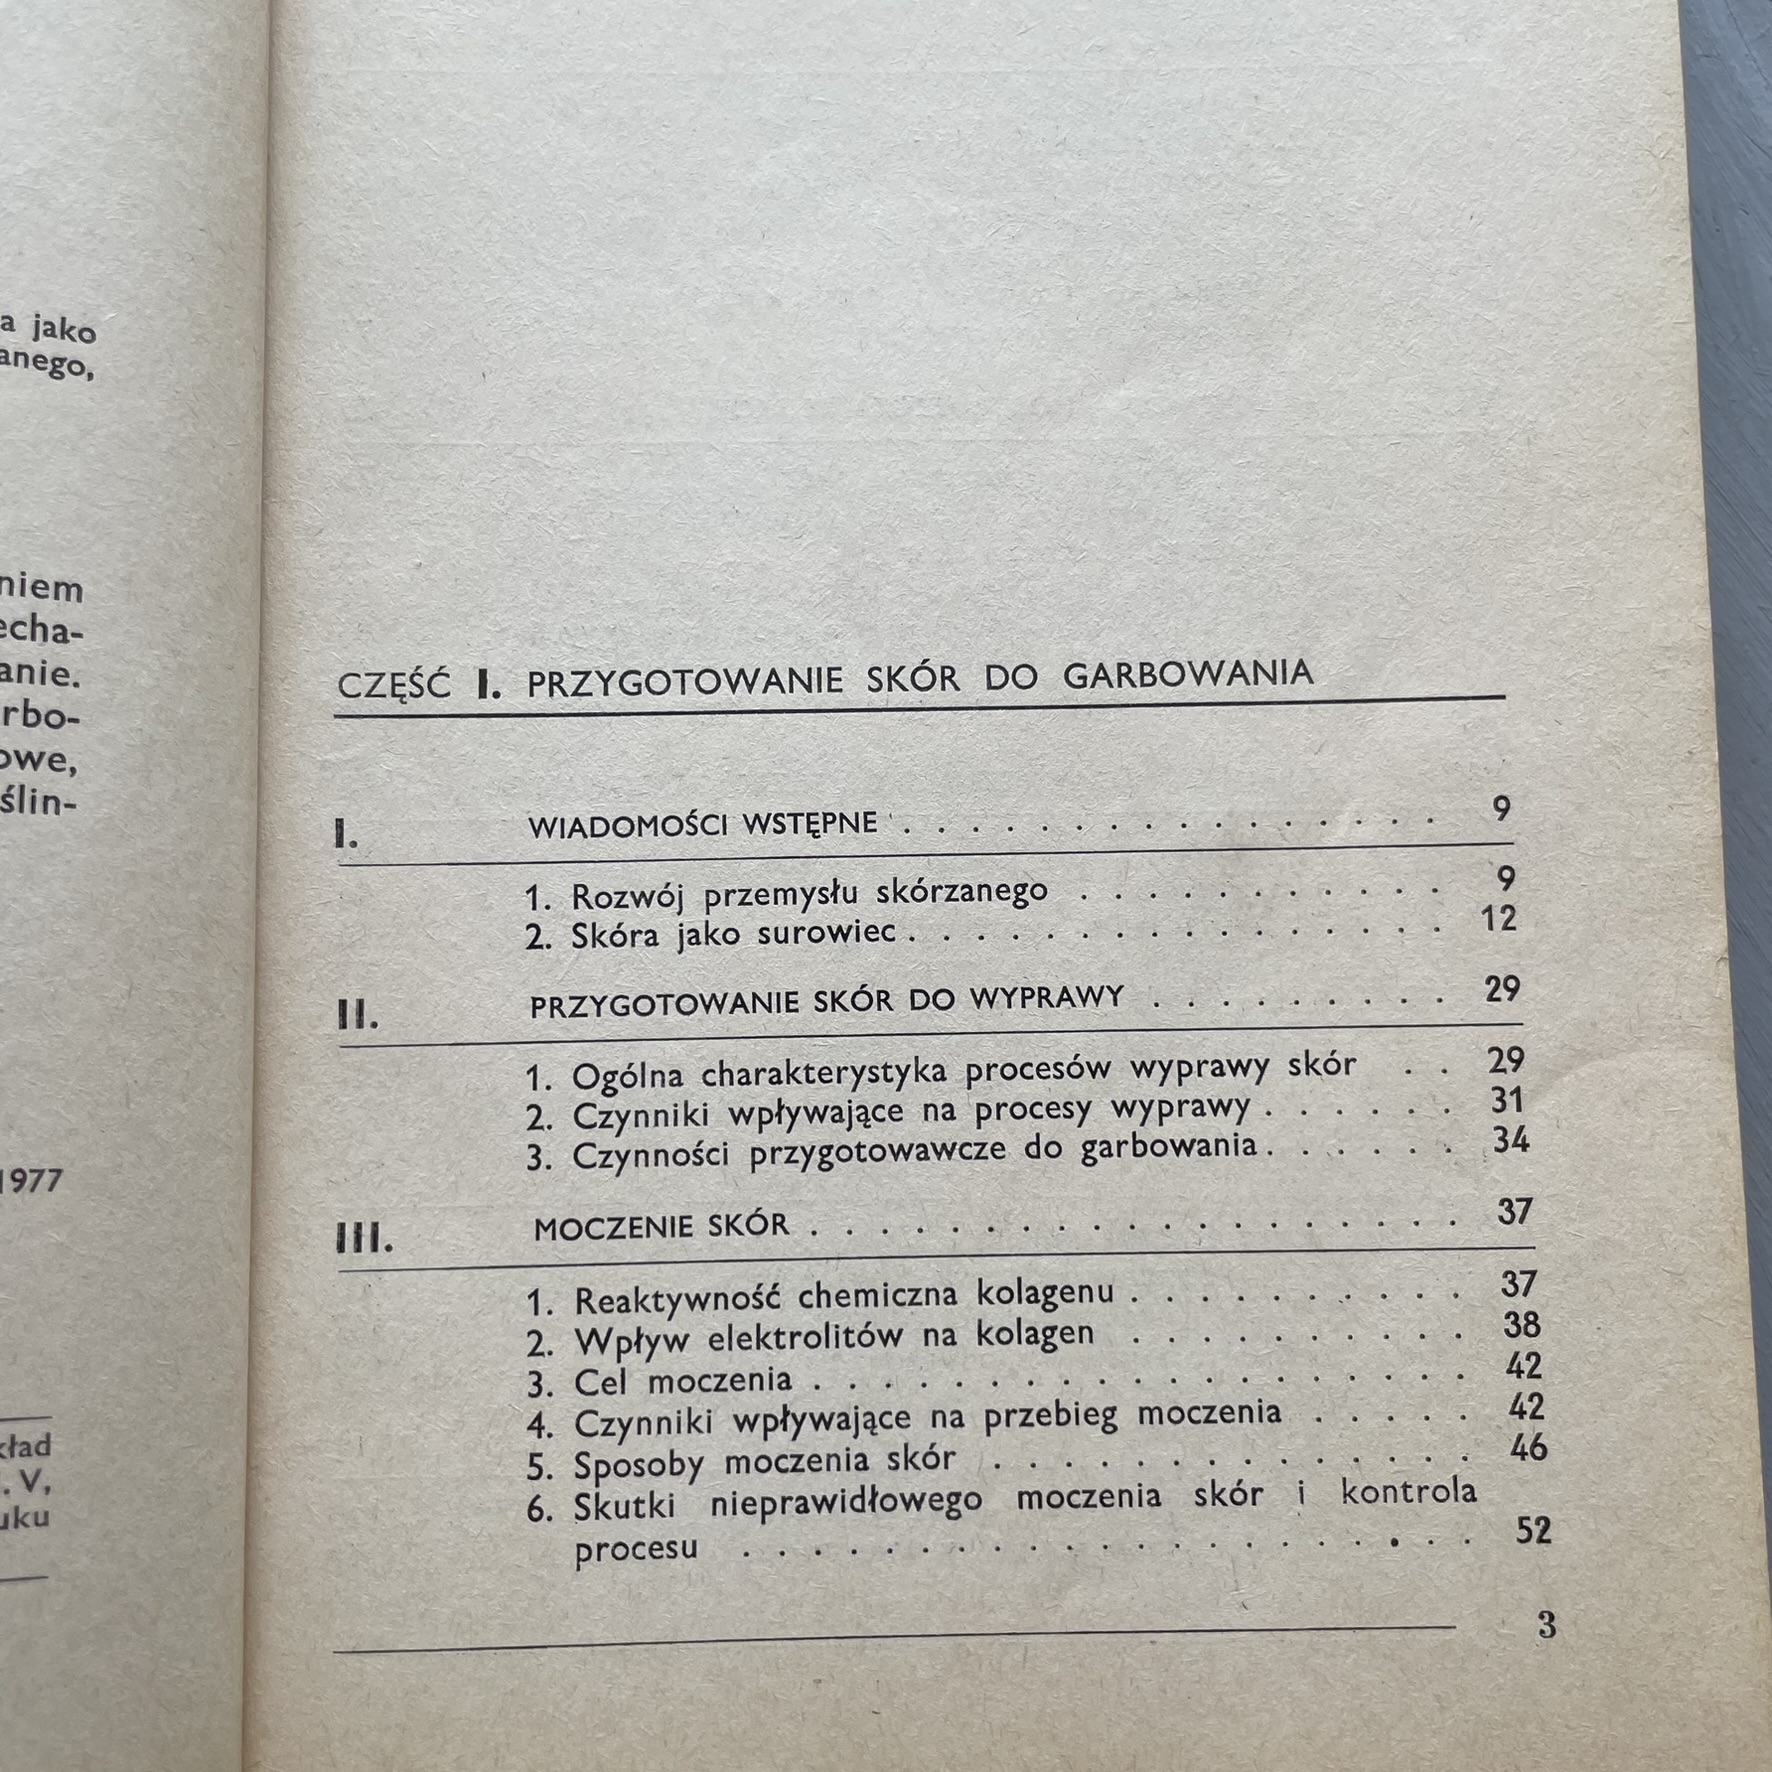 a jako
anego,
niem
echa-
anie.
rbo-
owe,
ślin-
1977
kład
. V,
uku
CZĘŚĆ I. PRZYGOTOWANIE SKÓR DO GARBOWANIA
I. WIADOMOŚCI WSTĘPNE . . . . . . . . . . . . . . . . 9
1. Rozwój przemysłu skórzanego . . . . . . . . . . . 9
2. Skóra jako surowiec . . . . . . . . . . . . . . . . 12
II. PRZYGOTOWANIE SKÓR DO WYPRAWY . . . . . . . . . 29
1. Ogólna charakterystyka procesów wyprawy skór . . 29
2. Czynniki wpływające na procesy wyprawy . . . . . . 31
3. Czynności przygotowawcze do garbowania . . . . . . 34
III. MOCZENIE SKÓR . . . . . . . . . . . . . . . . . . . 37
1. Reaktywność chemiczna kolagenu . . . . . . . . . . 37
2. Wpływ elektrolitów na kolagen . . . . . . . . . . 38
3. Cel moczenia . . . . . . . . . . . . . . . . . . . 42
4. Czynniki wpływające na przebieg moczenia . . . . . 42
5. Sposoby moczenia skór . . . . . . . . . . . . . . 46
6. Skutki nieprawidłowego moczenia skór i kontrola
procesu . . . . . . . . . . . . . . . . . . . . . 52
3